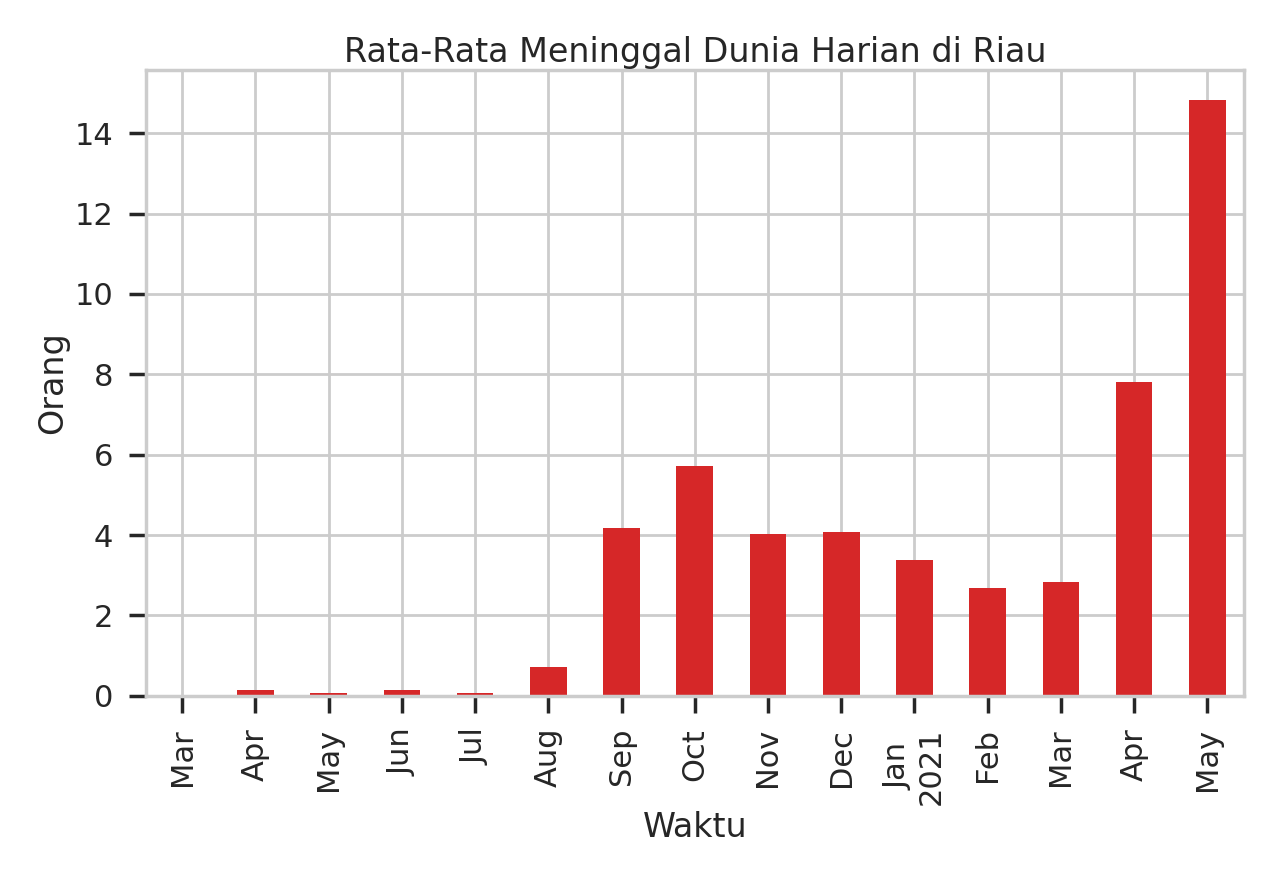 Rata-Rata Meninggal Dunia Harian di Riau
14
12
10
8
6
4
2
0
Orang
Mar
Apr
May
Jun
Jul
Aug
Sep
Oct
Nov
Dec
Jan
2021
Feb
Mar
Apr
May
Waktu